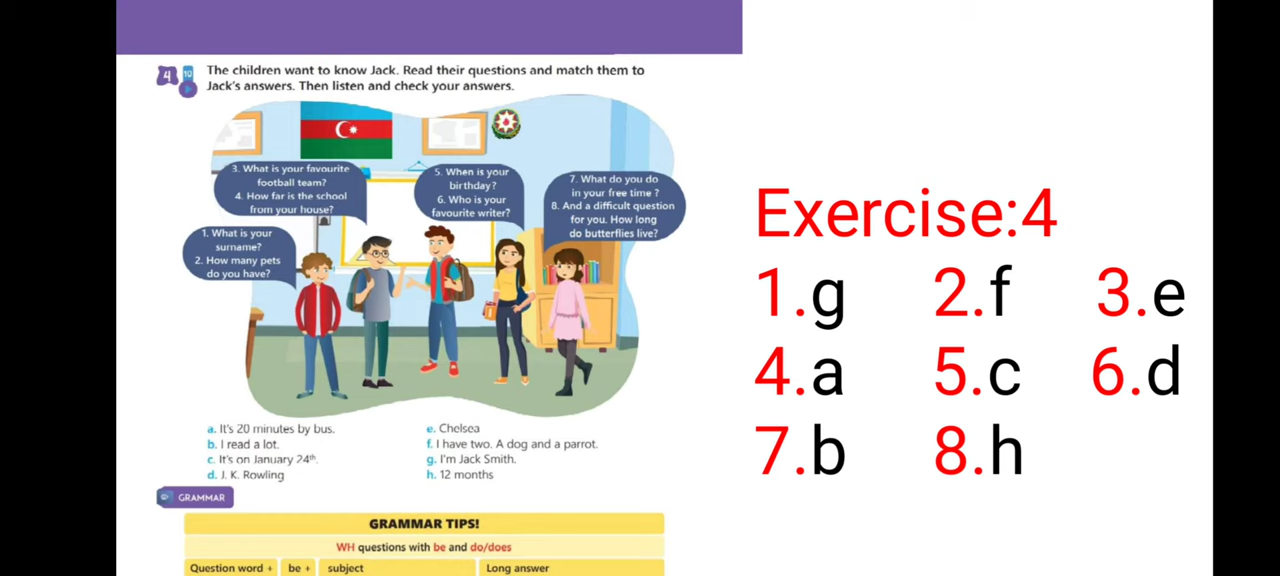 4 10 The children want to know Jack. Read their questions and match them to
Jack's answers. Then listen and check your answers.
3. What is your favourite
football team?
4. How far is the school
from your house?
5. When is your
birthday?
6. Who is your
favourite writer?
7. What do you do
in your free time ?
8. And a difficult question
for you. How long
do butterflies live?
1. What is your
surname?
2. How many pets
do you have?
a. It's 20 minutes by bus.
b. I read a lot.
c. It's on January 24th.
d. J. K. Rowling
e. Chelsea
f. I have two. A dog and a parrot.
g. I'm Jack Smith.
h. 12 months
GRAMMAR
GRAMMAR TIPS!
WH questions with be and do/does
Question word + be + subject Long answer
Exercise:4
1.g 2.f 3.e
4.a 5.c 6.d
7.b 8.h